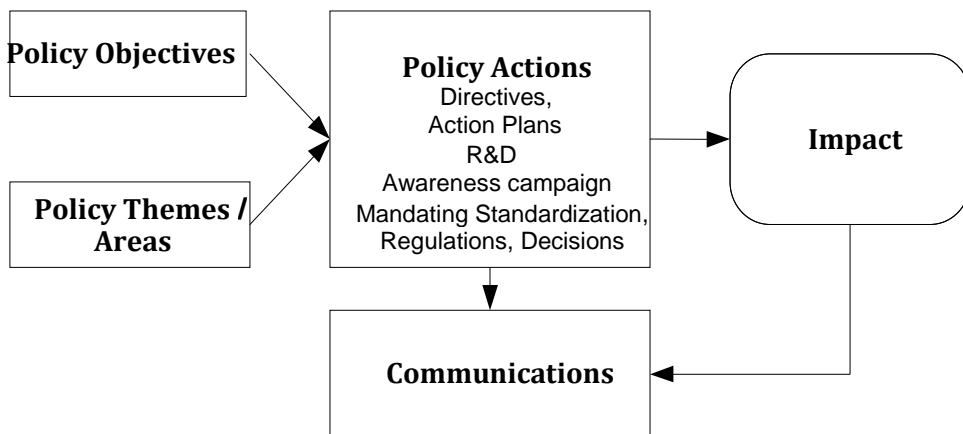 Policy Objectives
Policy Themes /
Areas
Policy Actions
Directives,
Action Plans
R&D
Awareness campaign
Mandating Standardization,
Regulations, Decisions
Impact
Communications